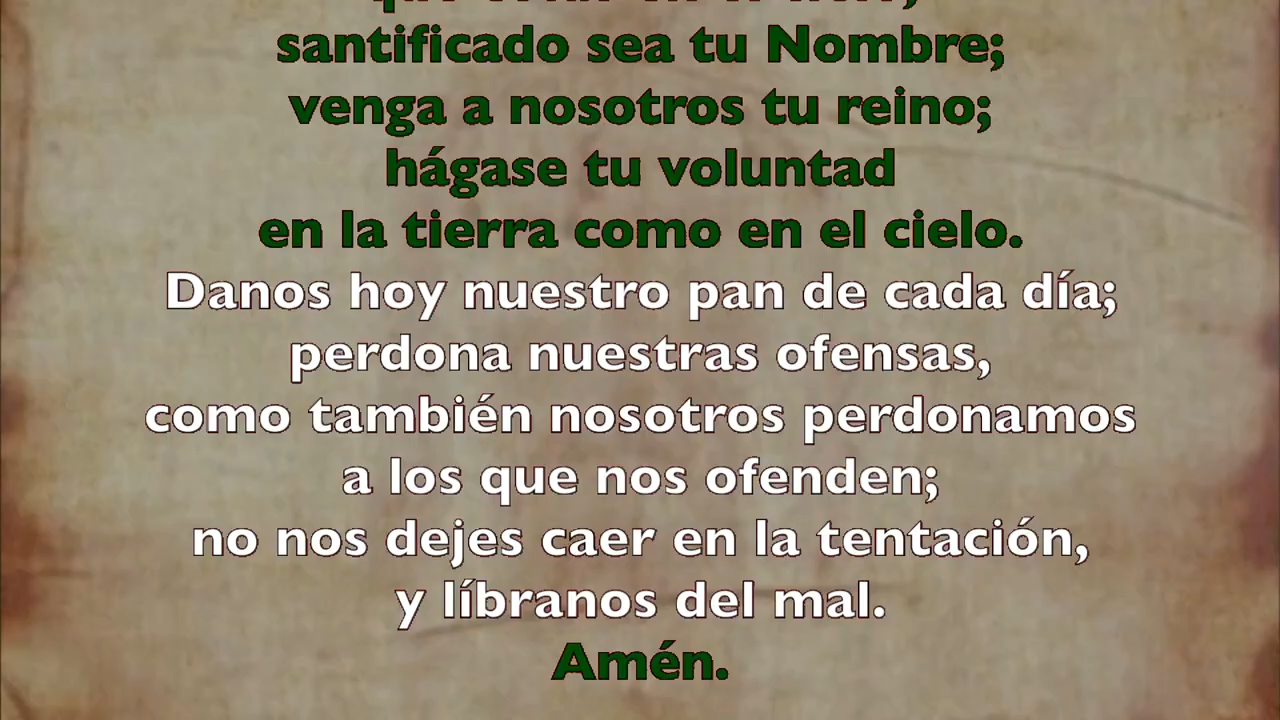 santificado sea tu Nombre;
venga a nosotros tu reino;
hágase tu voluntad
en la tierra como en el cielo.
Danos hoy nuestro pan de cada día;
perdona nuestras ofensas,
como también nosotros perdonamos
a los que nos ofenden;
no nos dejes caer en la tentación,
y líbranos del mal.
Amén.